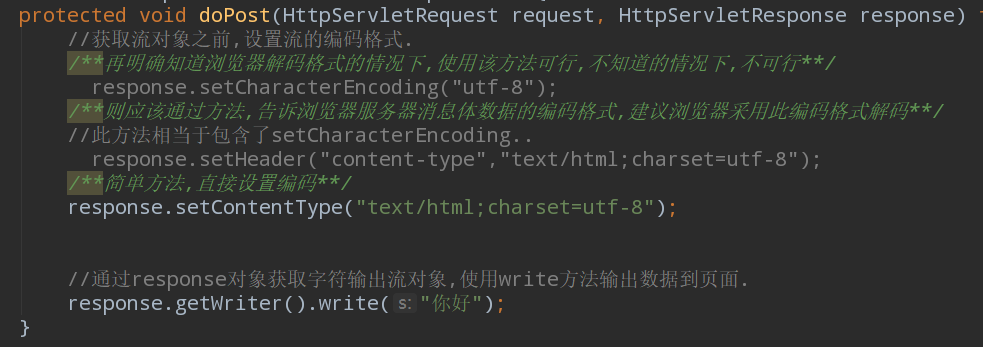 protected void doPost(HttpServletRequest request, HttpServletResponse response)
//获取流对象之前,设置流的编码格式.
/**再明确知道浏览器解码格式的情况下,使用该方法可行,不知道的情况下,不可行**/
response.setCharacterEncoding("utf-8");
/**则应该通过方法,告诉浏览器服务器消息体数据的编码格式,建议浏览器采用此编码格式解码**/
//此方法相当于包含了setCharacterEncoding..
response.setHeader("content-type","text/html;charset=utf-8");
/**简单方法,直接设置编码**/
response.setContentType("text/html;charset=utf-8");
//通过response对象获取字符输出流对象,使用write方法输出数据到页面.
response.getWriter().write( s: "你好");
}